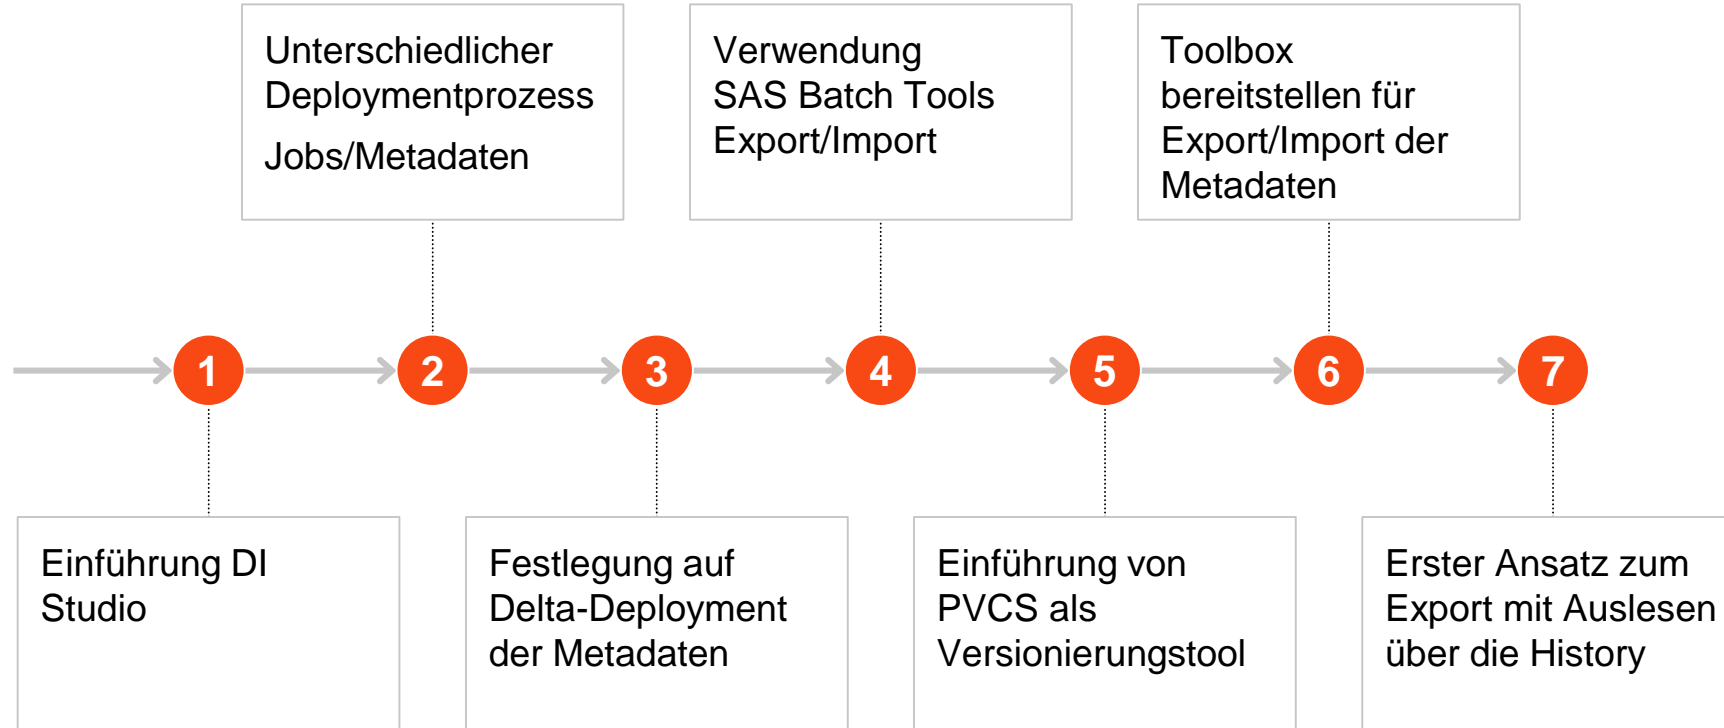 Unterschiedlicher
Deploymentprozess
Jobs/Metadaten
Verwendung
SAS Batch Tools
Export/Import
Toolbox
bereitstellen für
Export/Import der
Metadaten
1
2
3
4
5
6
7
Einführung DI
Studio
Festlegung auf
Delta-Deployment
der Metadaten
Einführung von
PVCS als
Versionierungstool
Erster Ansatz zum
Export mit Auslesen
über die History